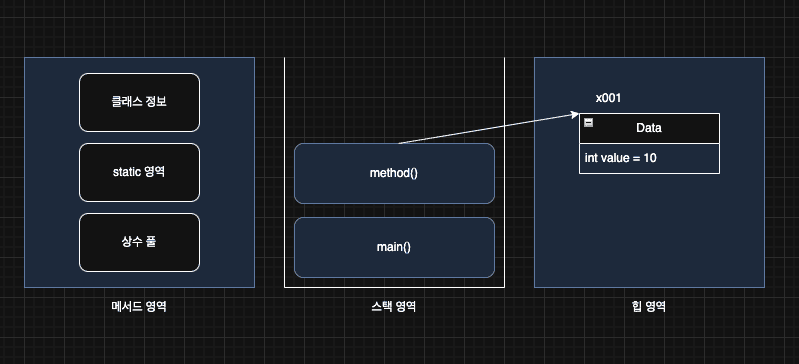 클래스 정보
static 영역
상수 풀
메서드 영역
method()
main()
스택 영역
x001
Data
int value = 10
힙 영역